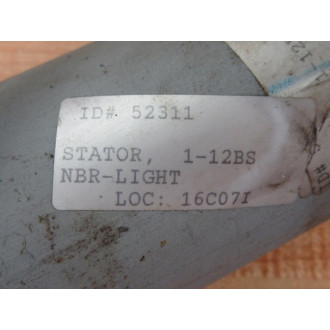 ID# 52311
STATOR, 1-12BS
NBR-LIGHT
LOC: 16C07I